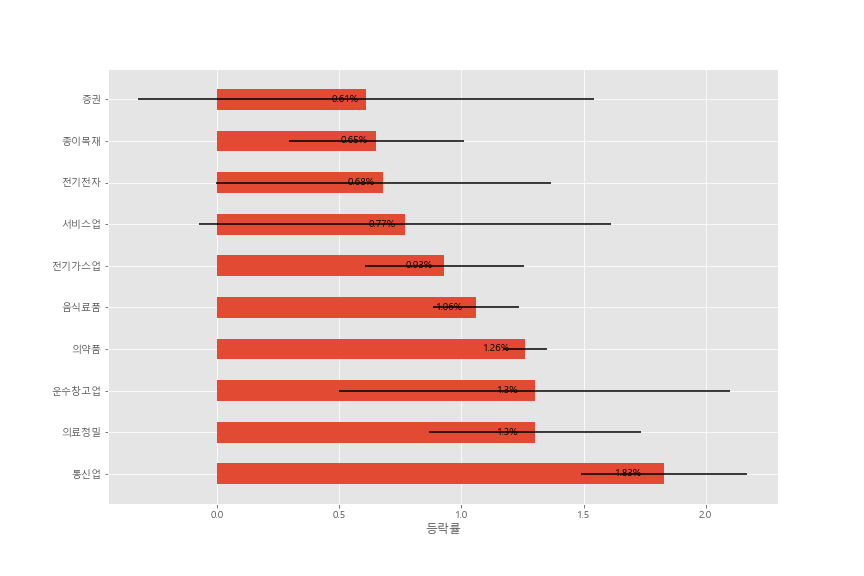 증권
0.61%
종이목재
0.65%
전기전자
0.68%
서비스업
0.77%
전기가스업
0.93%
음식료품
1.06%
의약품
1.26%
운수창고업
1.3%
의료정밀
1.3%
통신업
1.83%
0.0 0.5 1.0 1.5 2.0
등락률